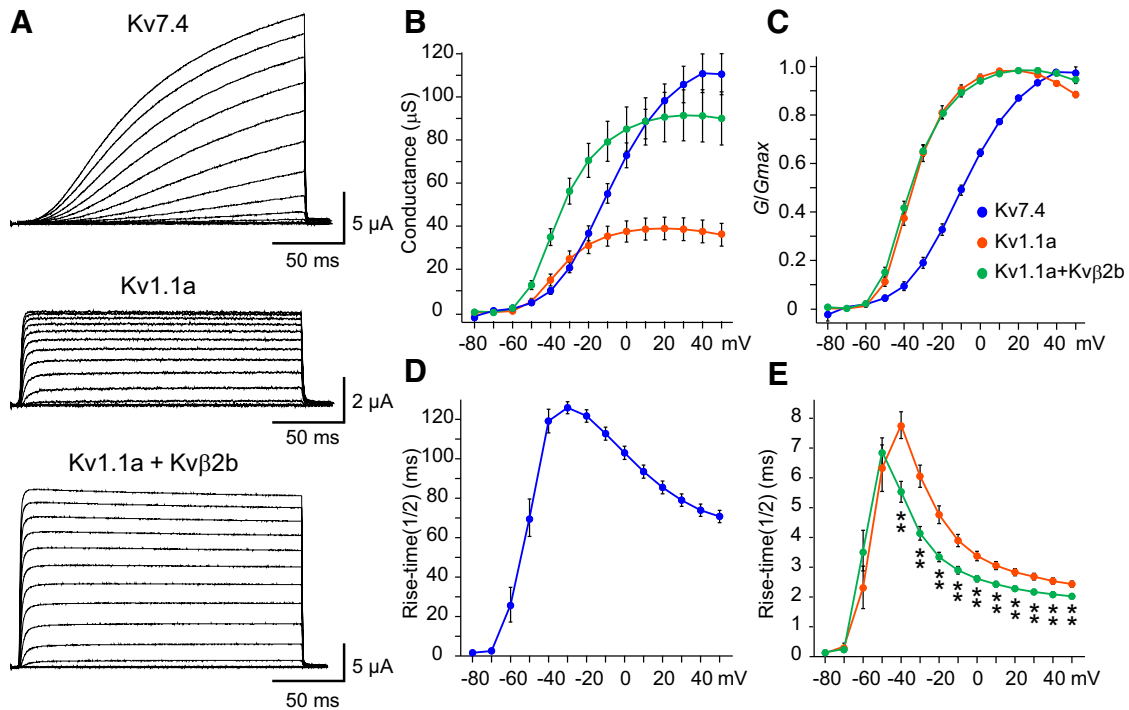 A
Kv7.4
5 µA
50 ms
Kv1.1a
2 µA
50 ms
Kv1.1a + Kvβ2b
5 µA
50 ms
B
Conductance (µS)
120
100
80
60
40
20
0
-80 -60 -40 -20 0 20 40 mV
C
G/Gmax
1.0
0.8
0.6
0.4
0.2
0
Kv7.4
Kv1.1a
Kv1.1a+Kvβ2b
-80 -60 -40 -20 0 20 40 mV
D
Rise-time(1/2) (ms)
120
100
80
60
40
20
0
-80 -60 -40 -20 0 20 40 mV
E
Rise-time(1/2) (ms)
8
7
6
5
4
3
2
1
0
** ** ** ** ** ** ** ** ** **
-80 -60 -40 -20 0 20 40 mV